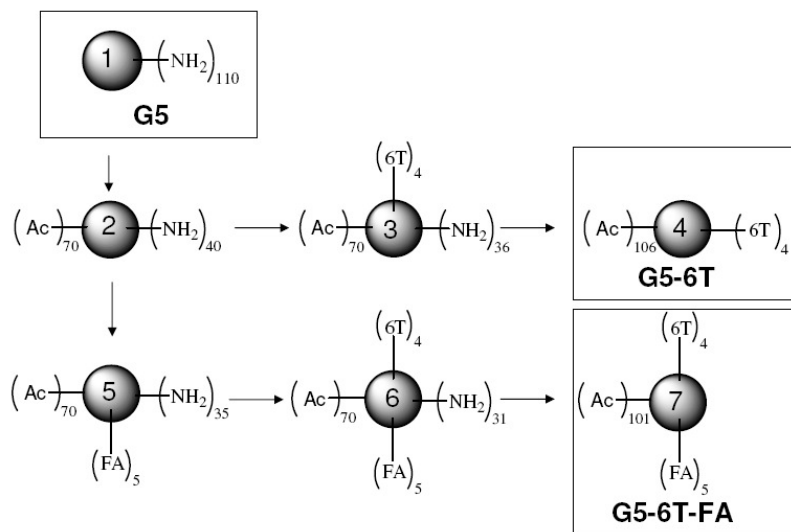 1 (NH2)110
G5
(6T)4
(Ac)70 2 (NH2)40
(Ac)70 3 (NH2)36
(Ac)106 4 (6T)4
G5-6T
(6T)4
(6T)4
(Ac)70 5 (NH2)35
(Ac)70 6 (NH2)31
(Ac)101 7
(FA)5
(FA)5
(FA)5
G5-6T-FA